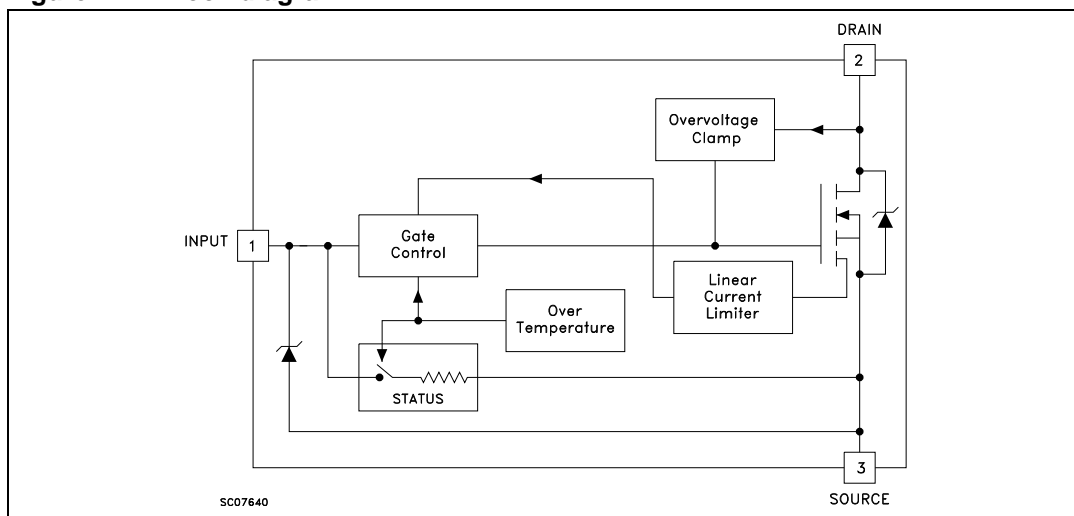 DRAIN
2
Overvoltage
Clamp
INPUT
1
Gate
Control
Linear
Current
Limiter
Over
Temperature
STATUS
3
SOURCE
SC07640